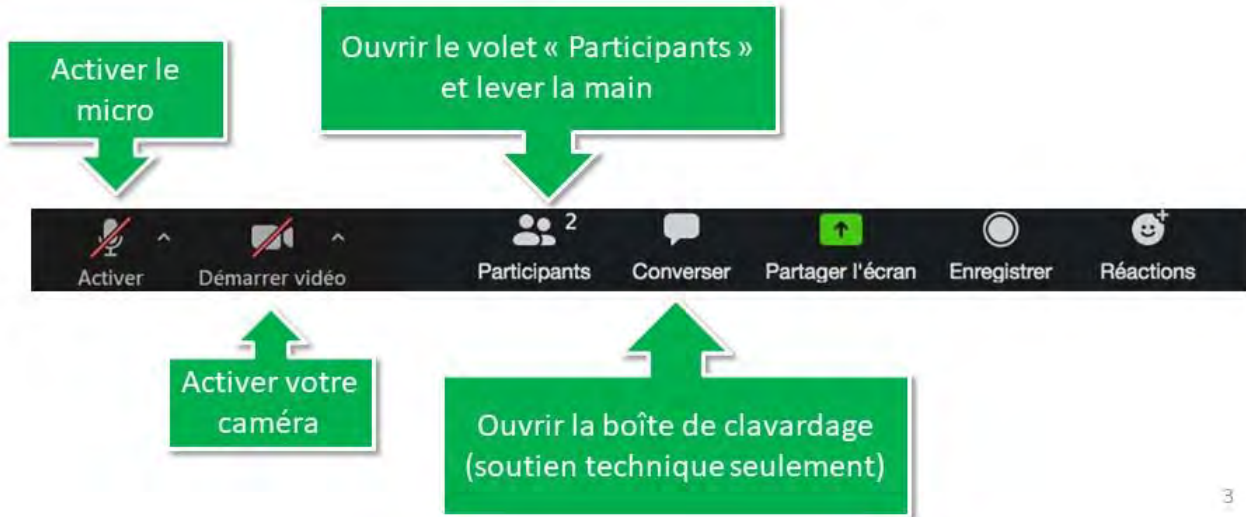 Ouvrir le volet « Participants »
et lever la main
Activer le
micro
2
Activer
Démarrer vidéo
Participants
Converser
Partager l'écran
Enregistrer
Réactions
Activer votre
caméra
Ouvrir la boîte de clavardage
(soutien technique seulement)
3